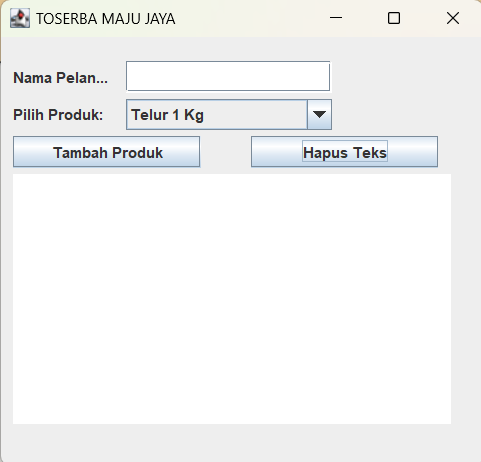 TOSERBA MAJU JAYA
Nama Pelan...
Pilih Produk: Telur 1 Kg
Tambah Produk Hapus Teks